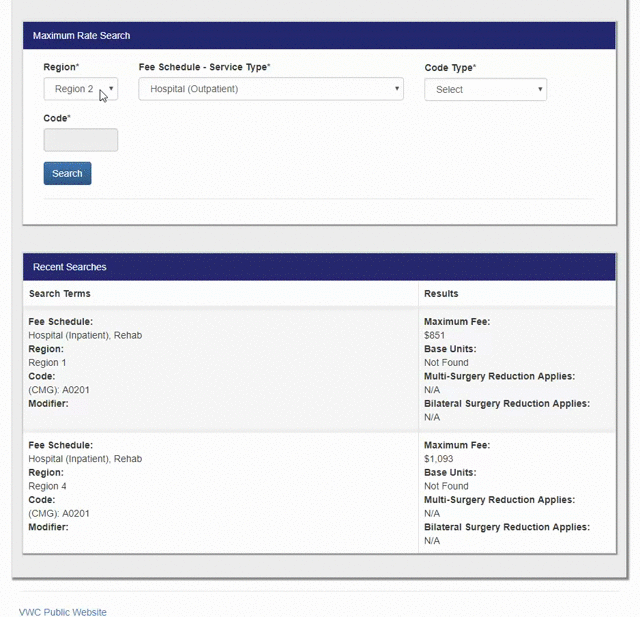 Maximum Rate Search
Region* Fee Schedule - Service Type* Code Type*
Region 2 Hospital (Outpatient) Select
Code*
Search
Recent Searches
Search Terms Results
Fee Schedule: Maximum Fee:
Hospital (Inpatient), Rehab $851
Region: Base Units:
Region 1 Not Found
Code: Multi-Surgery Reduction Applies:
(CMG): A0201 N/A
Modifier: Bilateral Surgery Reduction Applies:
N/A
Fee Schedule: Maximum Fee:
Hospital (Inpatient), Rehab $1,093
Region: Base Units:
Region 4 Not Found
Code: Multi-Surgery Reduction Applies:
(CMG): A0201 N/A
Modifier: Bilateral Surgery Reduction Applies:
N/A
VWC Public Website